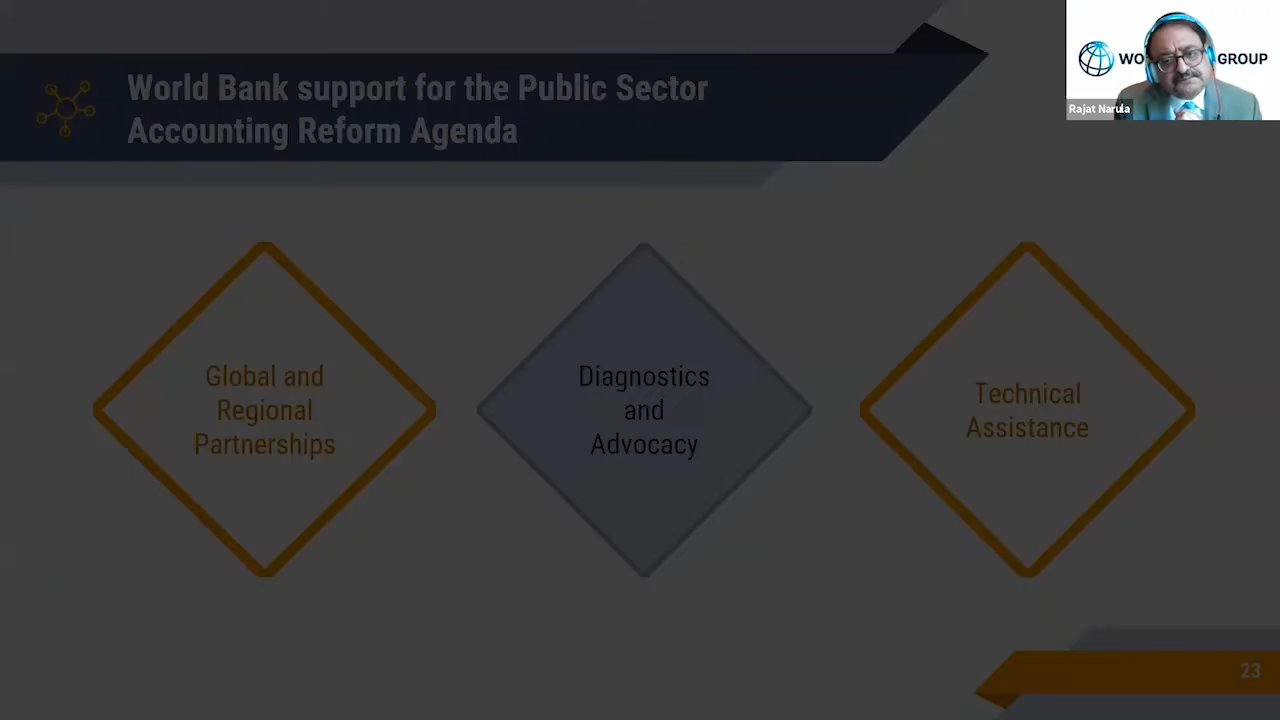 World Bank support for the Public Sector
Accounting Reform Agenda
WO
GROUP
Rajat Narula
Global and
Regional
Partnerships
Diagnostics
and
Advocacy
Technical
Assistance
23